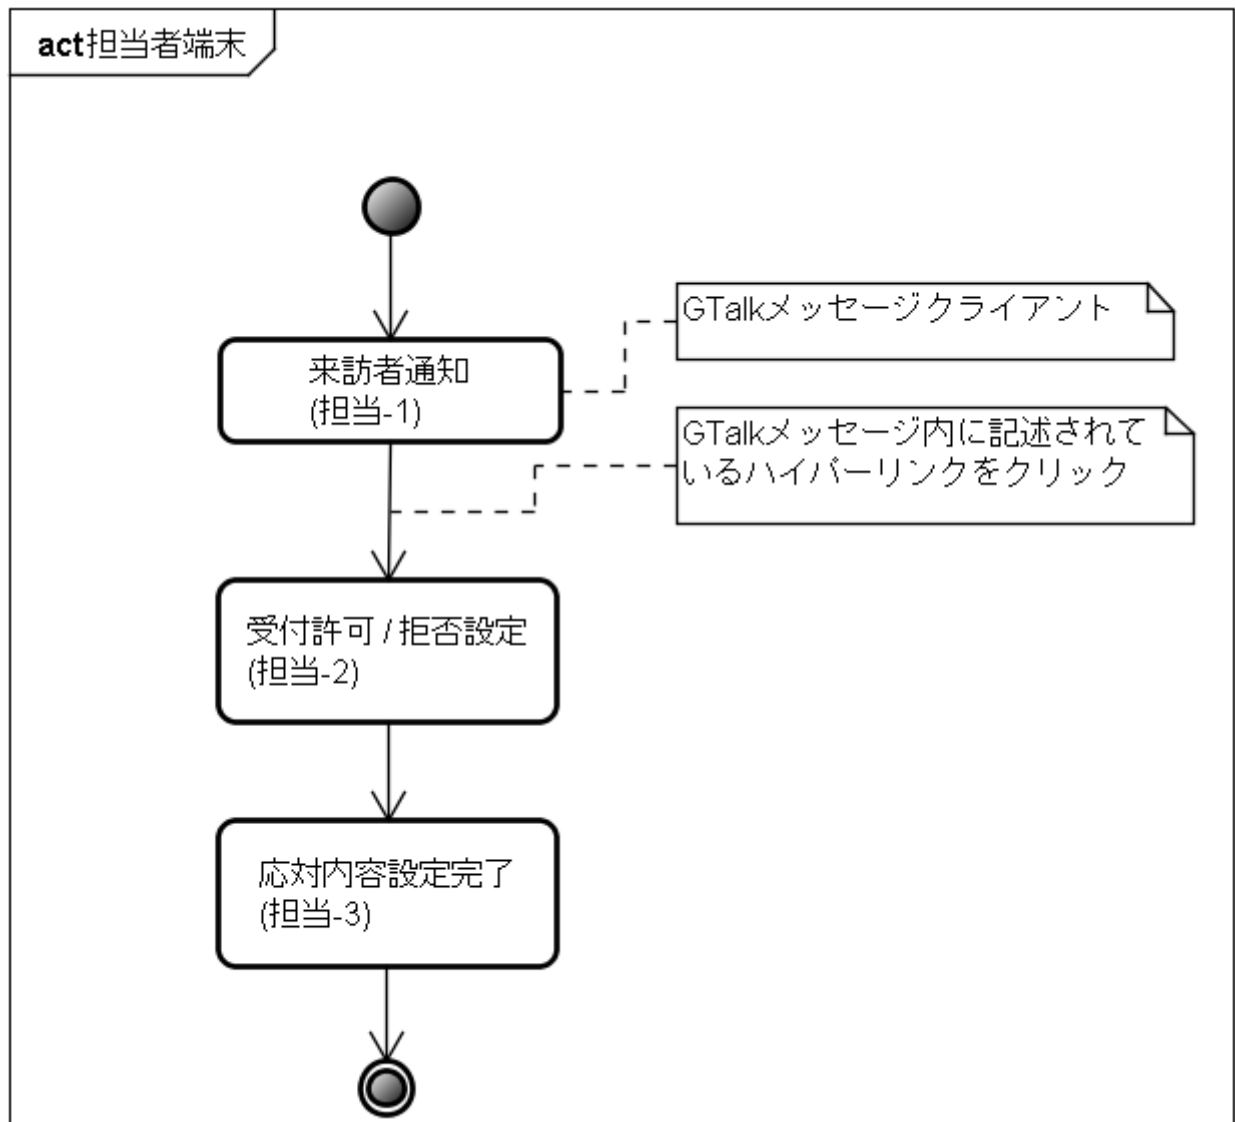 act担当者端末
GTalkメッセージクライアント
来訪者通知
(担当-1)
GTalkメッセージ内に記述されて
いるハイパーリンクをクリック
受付許可 / 拒否設定
(担当-2)
応対内容設定完了
(担当-3)